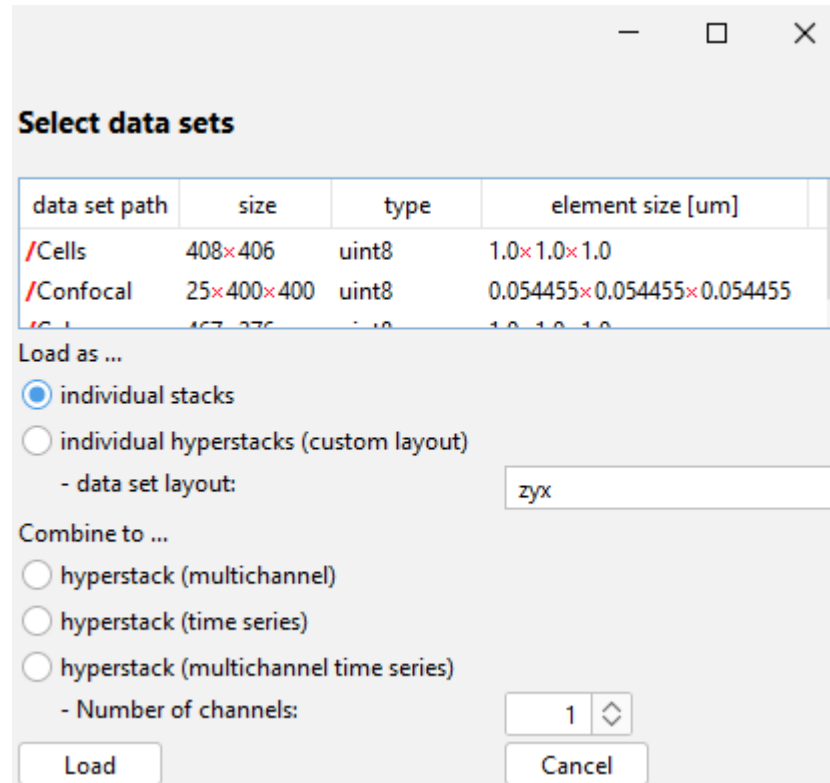 Select data sets
data set path size type element size [um]
/Cells 408×406 uint8 1.0×1.0×1.0
/Confocal 25×400×400 uint8 0.054455×0.054455×0.054455
Load as ...
individual stacks
individual hyperstacks (custom layout)
- data set layout: zyx
Combine to ...
hyperstack (multichannel)
hyperstack (time series)
hyperstack (multichannel time series)
- Number of channels: 1
Load Cancel